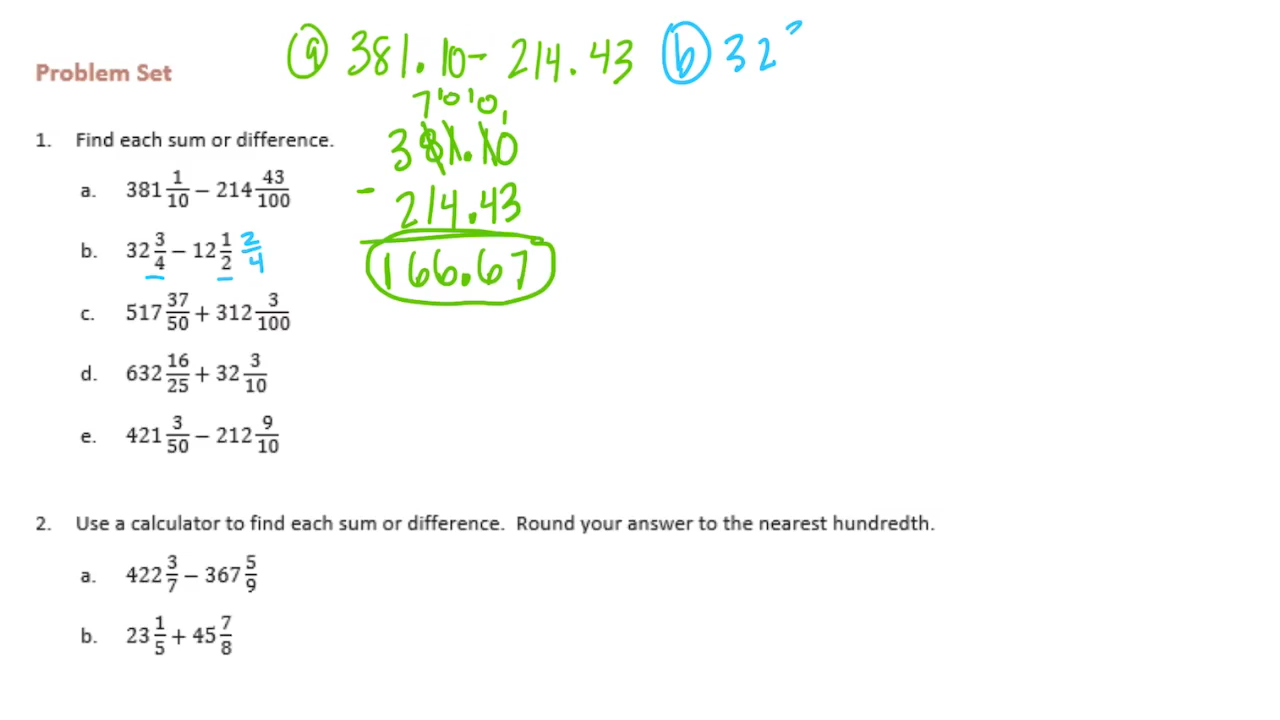 ⓐ 381.10 - 214.43 ⓑ 32
Problem Set
7 10 10, 1
1. Find each sum or difference.
381.10
a. 381 1/10 − 214 43/100
- 214.43
b. 32 3/4 − 12 1/2 2/4
166.67
c. 517 37/50 + 312 3/100
d. 632 16/25 + 32 3/10
e. 421 3/50 − 212 9/10
2. Use a calculator to find each sum or difference. Round your answer to the nearest hundredth.
a. 422 3/7 − 367 5/9
b. 23 1/5 + 45 7/8